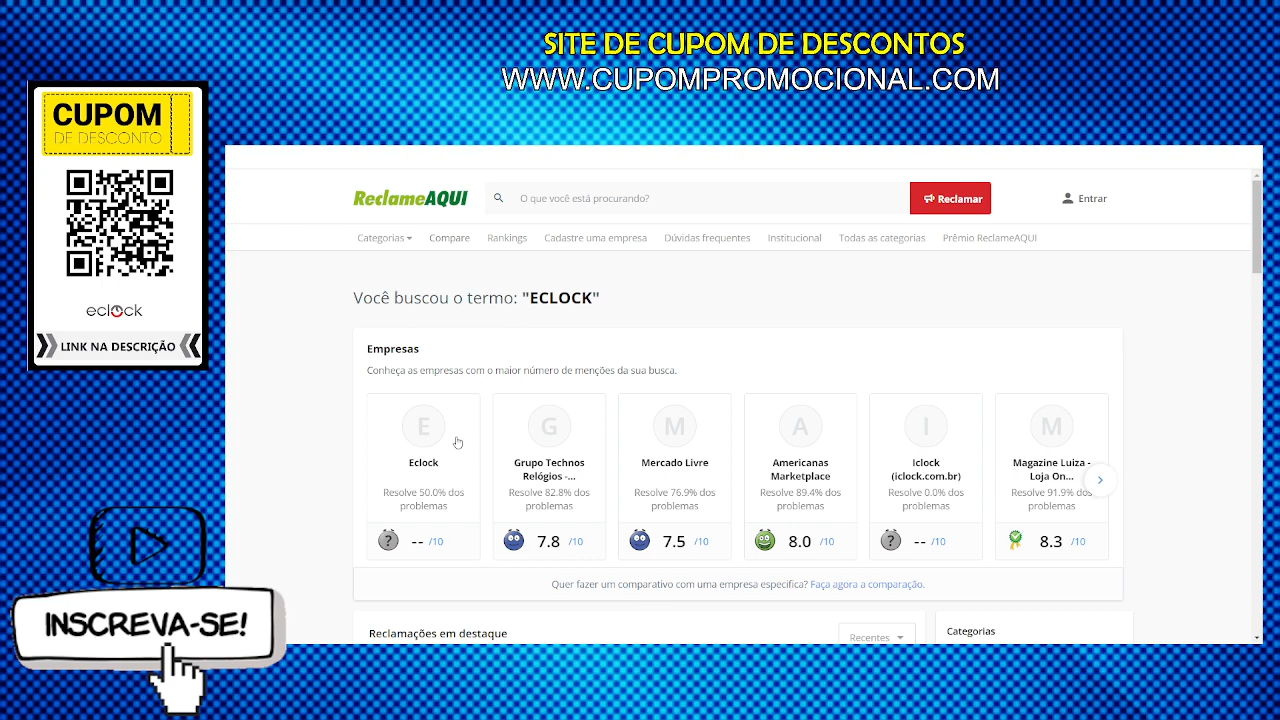 SITE DE CUPOM DE DESCONTOS
WWW.CUPOMPROMOCIONAL.COM
CUPOM
DE DESCONTO
eclock
LINK NA DESCRIÇÃO
INSCREVA-SE!
ReclameAQUI
O que você está procurando?
Reclamar
Entrar
Categorias
Compare
Rankings
Cadastre uma empresa
Dúvidas frequentes
Institucional
Todas as categorias
Prêmio ReclameAQUI
Você buscou o termo: "ECLOCK"
Empresas
Conheça as empresas com o maior número de menções da sua busca.
E
Eclock
Resolve 50.0% dos
problemas
? -- /10
G
Grupo Technos
Relógios -...
Resolve 82.8% dos
problemas
7.8 /10
M
Mercado Livre
Resolve 76.9% dos
problemas
7.5 /10
A
Americanas
Marketplace
Resolve 89.4% dos
problemas
8.0 /10
I
Iclock
(iclock.com.br)
Resolve 0.0% dos
problemas
? -- /10
M
Magazine Luiza -
Loja On...
Resolve 91.9% dos
problemas
8.3 /10
Quer fazer um comparativo com uma empresa específica? Faça agora a comparação.
Reclamações em destaque
Recentes
Categorias